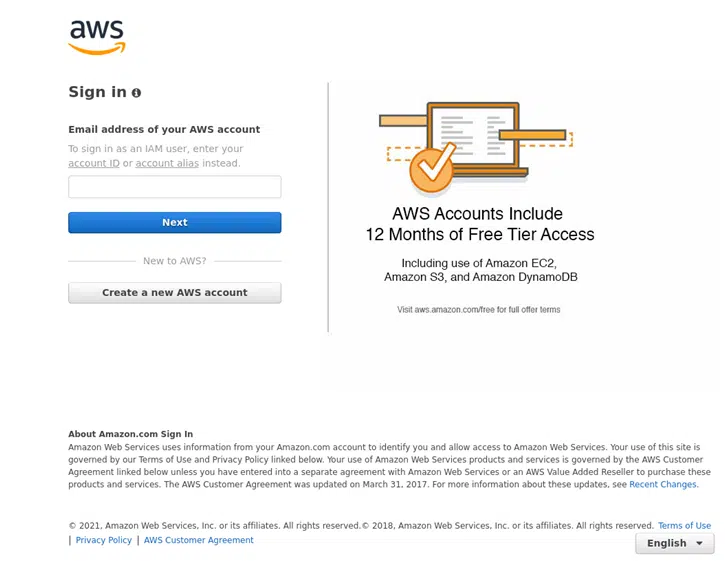 aws
Sign in
Email address of your AWS account
To sign in as an IAM user, enter your
account ID or account alias instead.
Next
New to AWS?
Create a new AWS account
AWS Accounts Include
12 Months of Free Tier Access
Including use of Amazon EC2,
Amazon S3, and Amazon DynamoDB
Visit aws.amazon.com/free for full offer terms
About Amazon.com Sign In
Amazon Web Services uses information from your Amazon.com account to identify you and allow access to Amazon Web Services. Your use of this site is
governed by our Terms of Use and Privacy Policy linked below. Your use of Amazon Web Services products and services is governed by the AWS Customer
Agreement linked below unless you have entered into a separate agreement with Amazon Web Services or an AWS Value Added Reseller to purchase these
products and services. The AWS Customer Agreement was updated on March 31, 2017. For more information about these updates, see Recent Changes.
© 2021, Amazon Web Services, Inc. or its affiliates. All rights reserved.© 2018, Amazon Web Services, Inc. or its affiliates. All rights reserved. Terms of Use
| Privacy Policy | AWS Customer Agreement
English